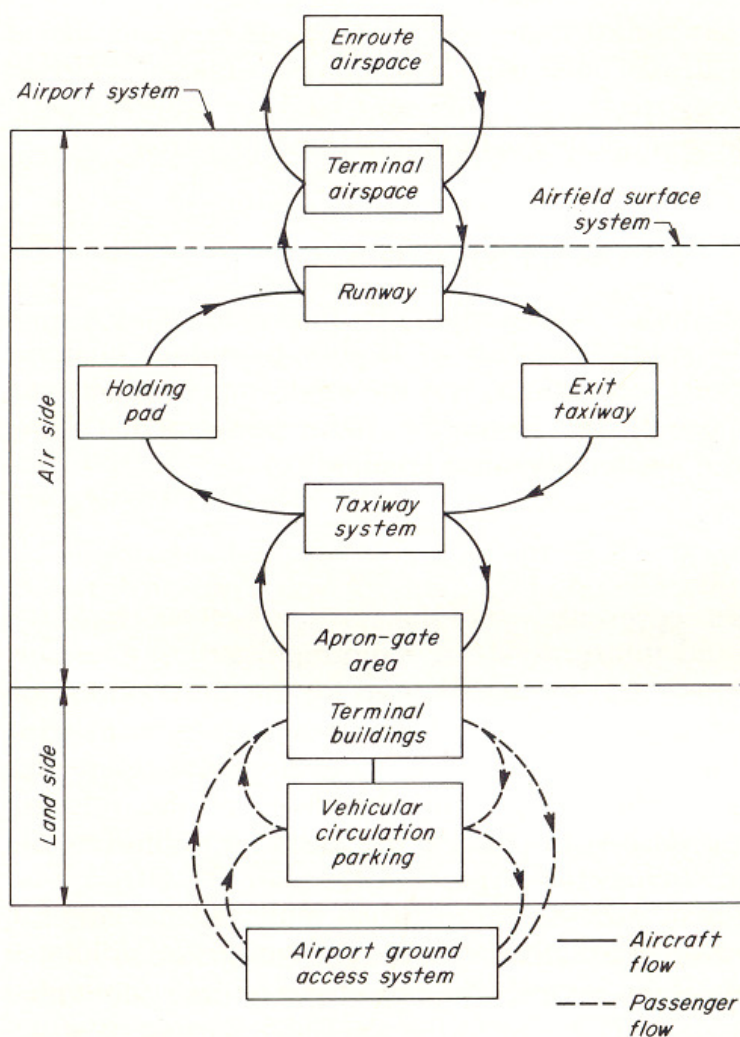 Enroute
airspace
Airport system
Terminal
airspace
Airfield surface
system
Runway
Holding
pad
Exit
taxiway
Air side
Taxiway
system
Apron-gate
area
Terminal
buildings
Land side
Vehicular
circulation
parking
Airport ground
access system
Aircraft
flow
Passenger
flow